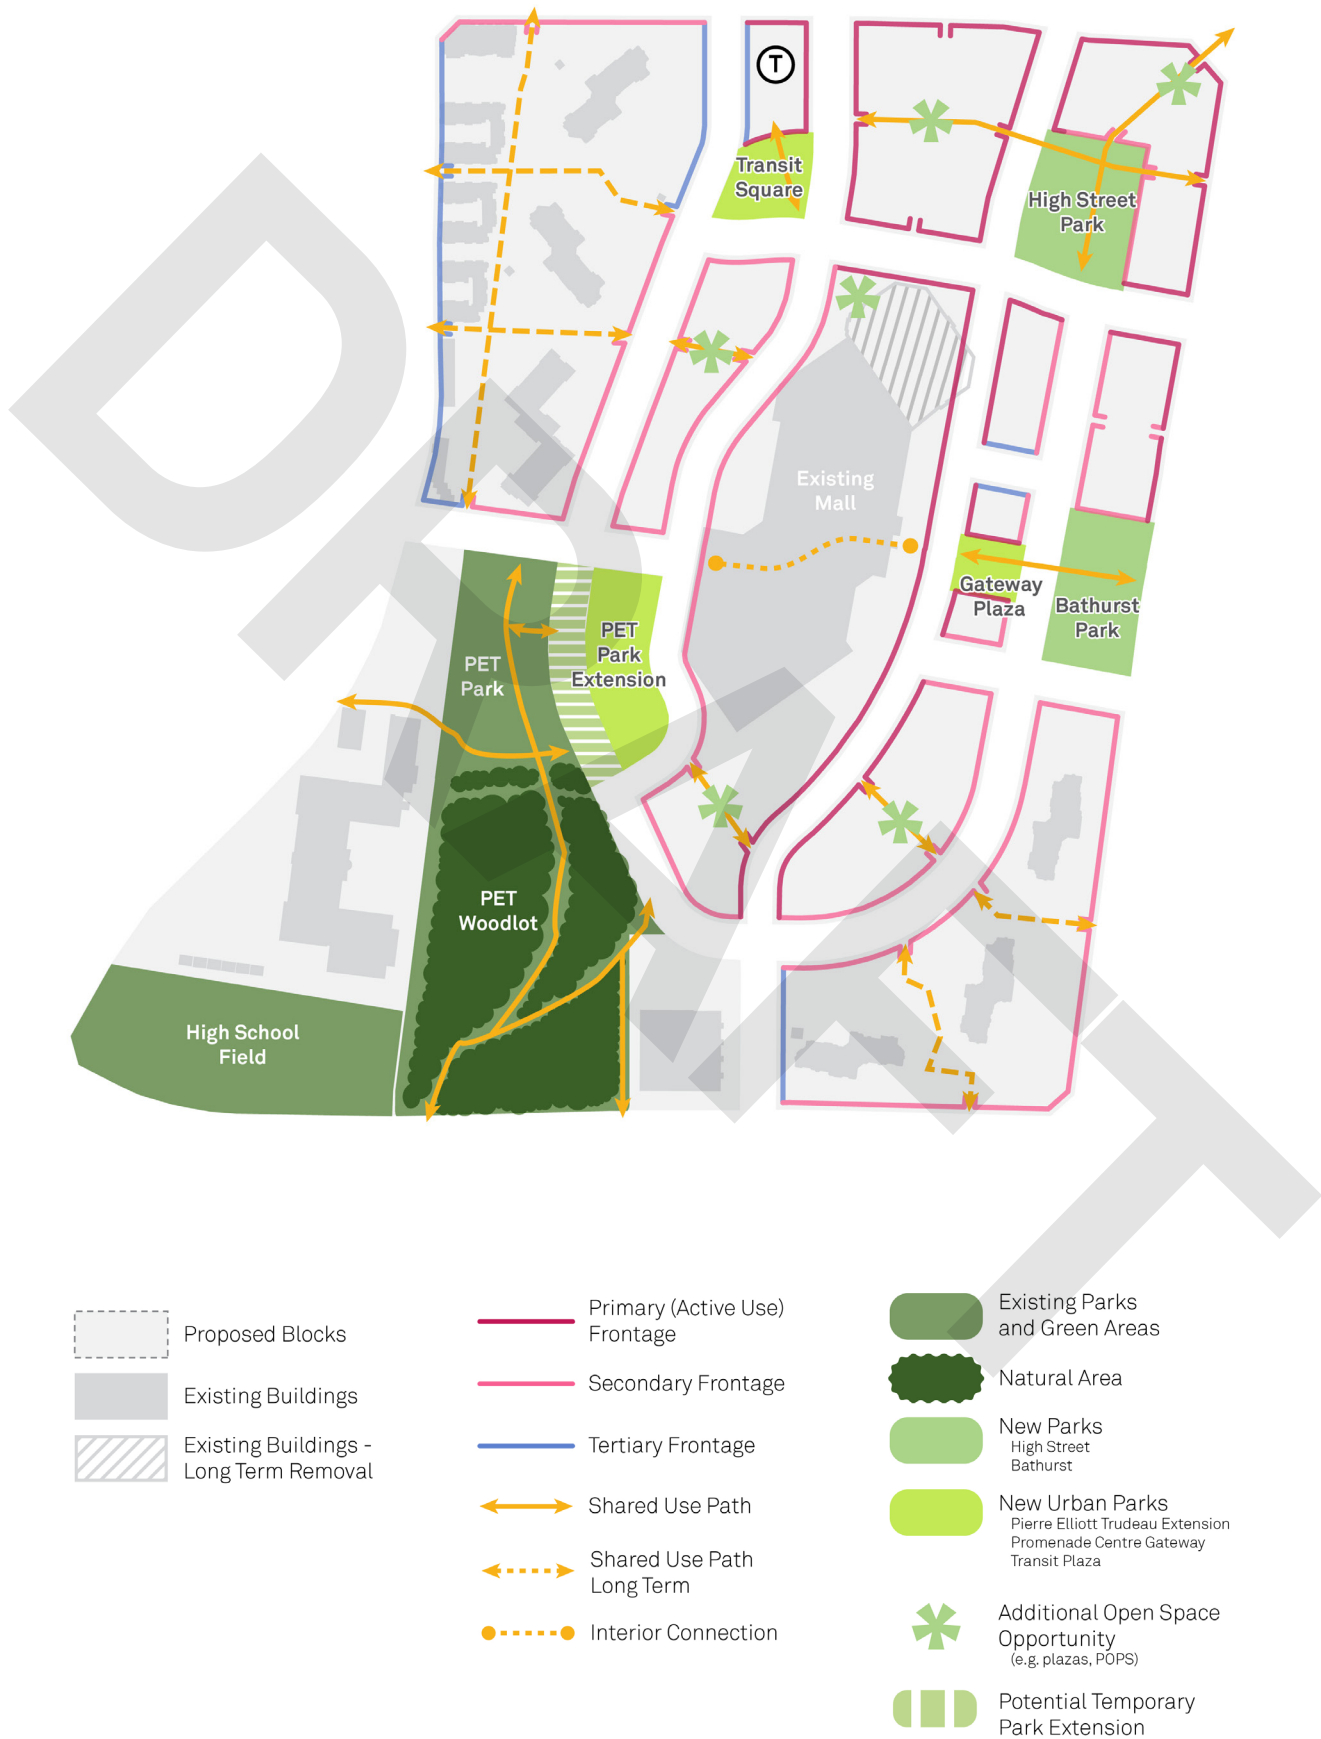 T
Transit
Square
High Street
Park
Existing
Mall
Gateway
Plaza
Bathurst
Park
PET
Park
Extension
PET
Park
PET
Woodlot
High School
Field
DRAFT
Proposed Blocks
Existing Buildings
Existing Buildings -
Long Term Removal
Primary (Active Use)
Frontage
Secondary Frontage
Tertiary Frontage
Shared Use Path
Shared Use Path
Long Term
Interior Connection
Existing Parks
and Green Areas
Natural Area
New Parks
High Street
Bathurst
New Urban Parks
Pierre Elliott Trudeau Extension
Promenade Centre Gateway
Transit Plaza
Additional Open Space
Opportunity
(e.g. plazas, POPS)
Potential Temporary
Park Extension